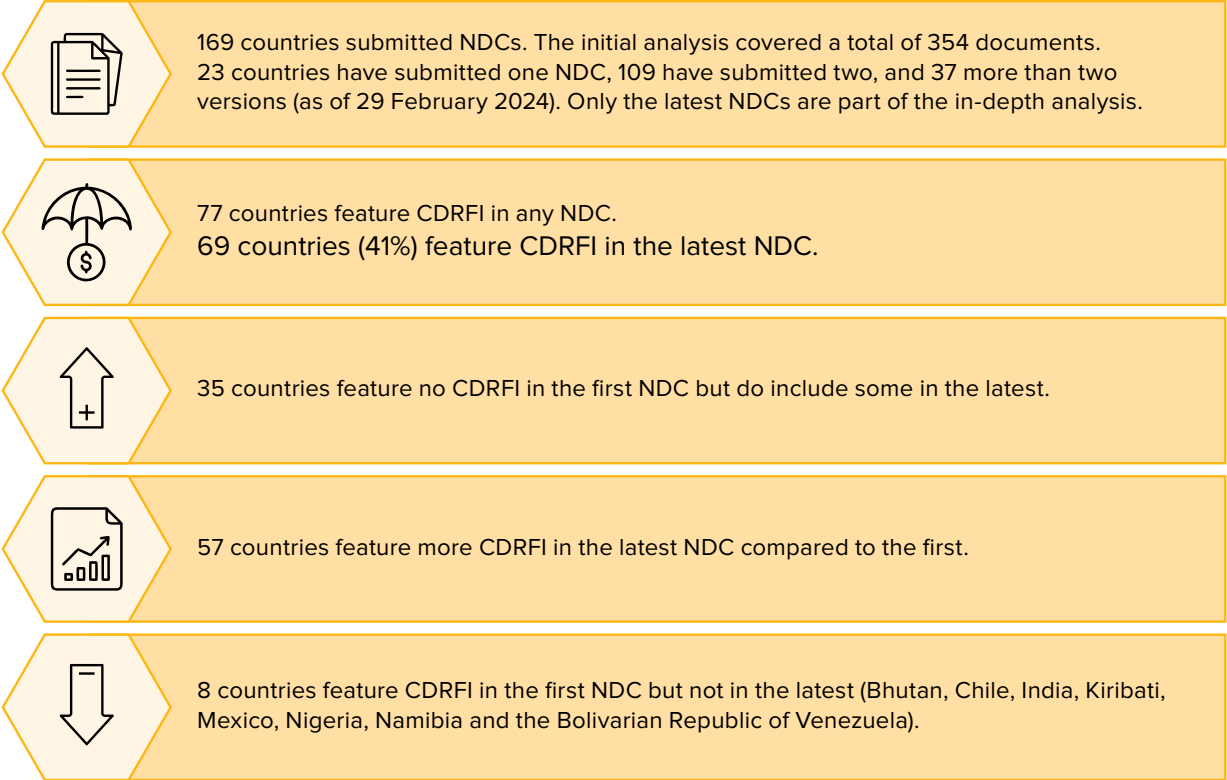 169 countries submitted NDCs. The initial analysis covered a total of 354 documents.
23 countries have submitted one NDC, 109 have submitted two, and 37 more than two
versions (as of 29 February 2024). Only the latest NDCs are part of the in-depth analysis.
$
77 countries feature CDRFI in any NDC.
69 countries (41%) feature CDRFI in the latest NDC.
+
35 countries feature no CDRFI in the first NDC but do include some in the latest.
57 countries feature more CDRFI in the latest NDC compared to the first.
8 countries feature CDRFI in the first NDC but not in the latest (Bhutan, Chile, India, Kiribati,
Mexico, Nigeria, Namibia and the Bolivarian Republic of Venezuela).